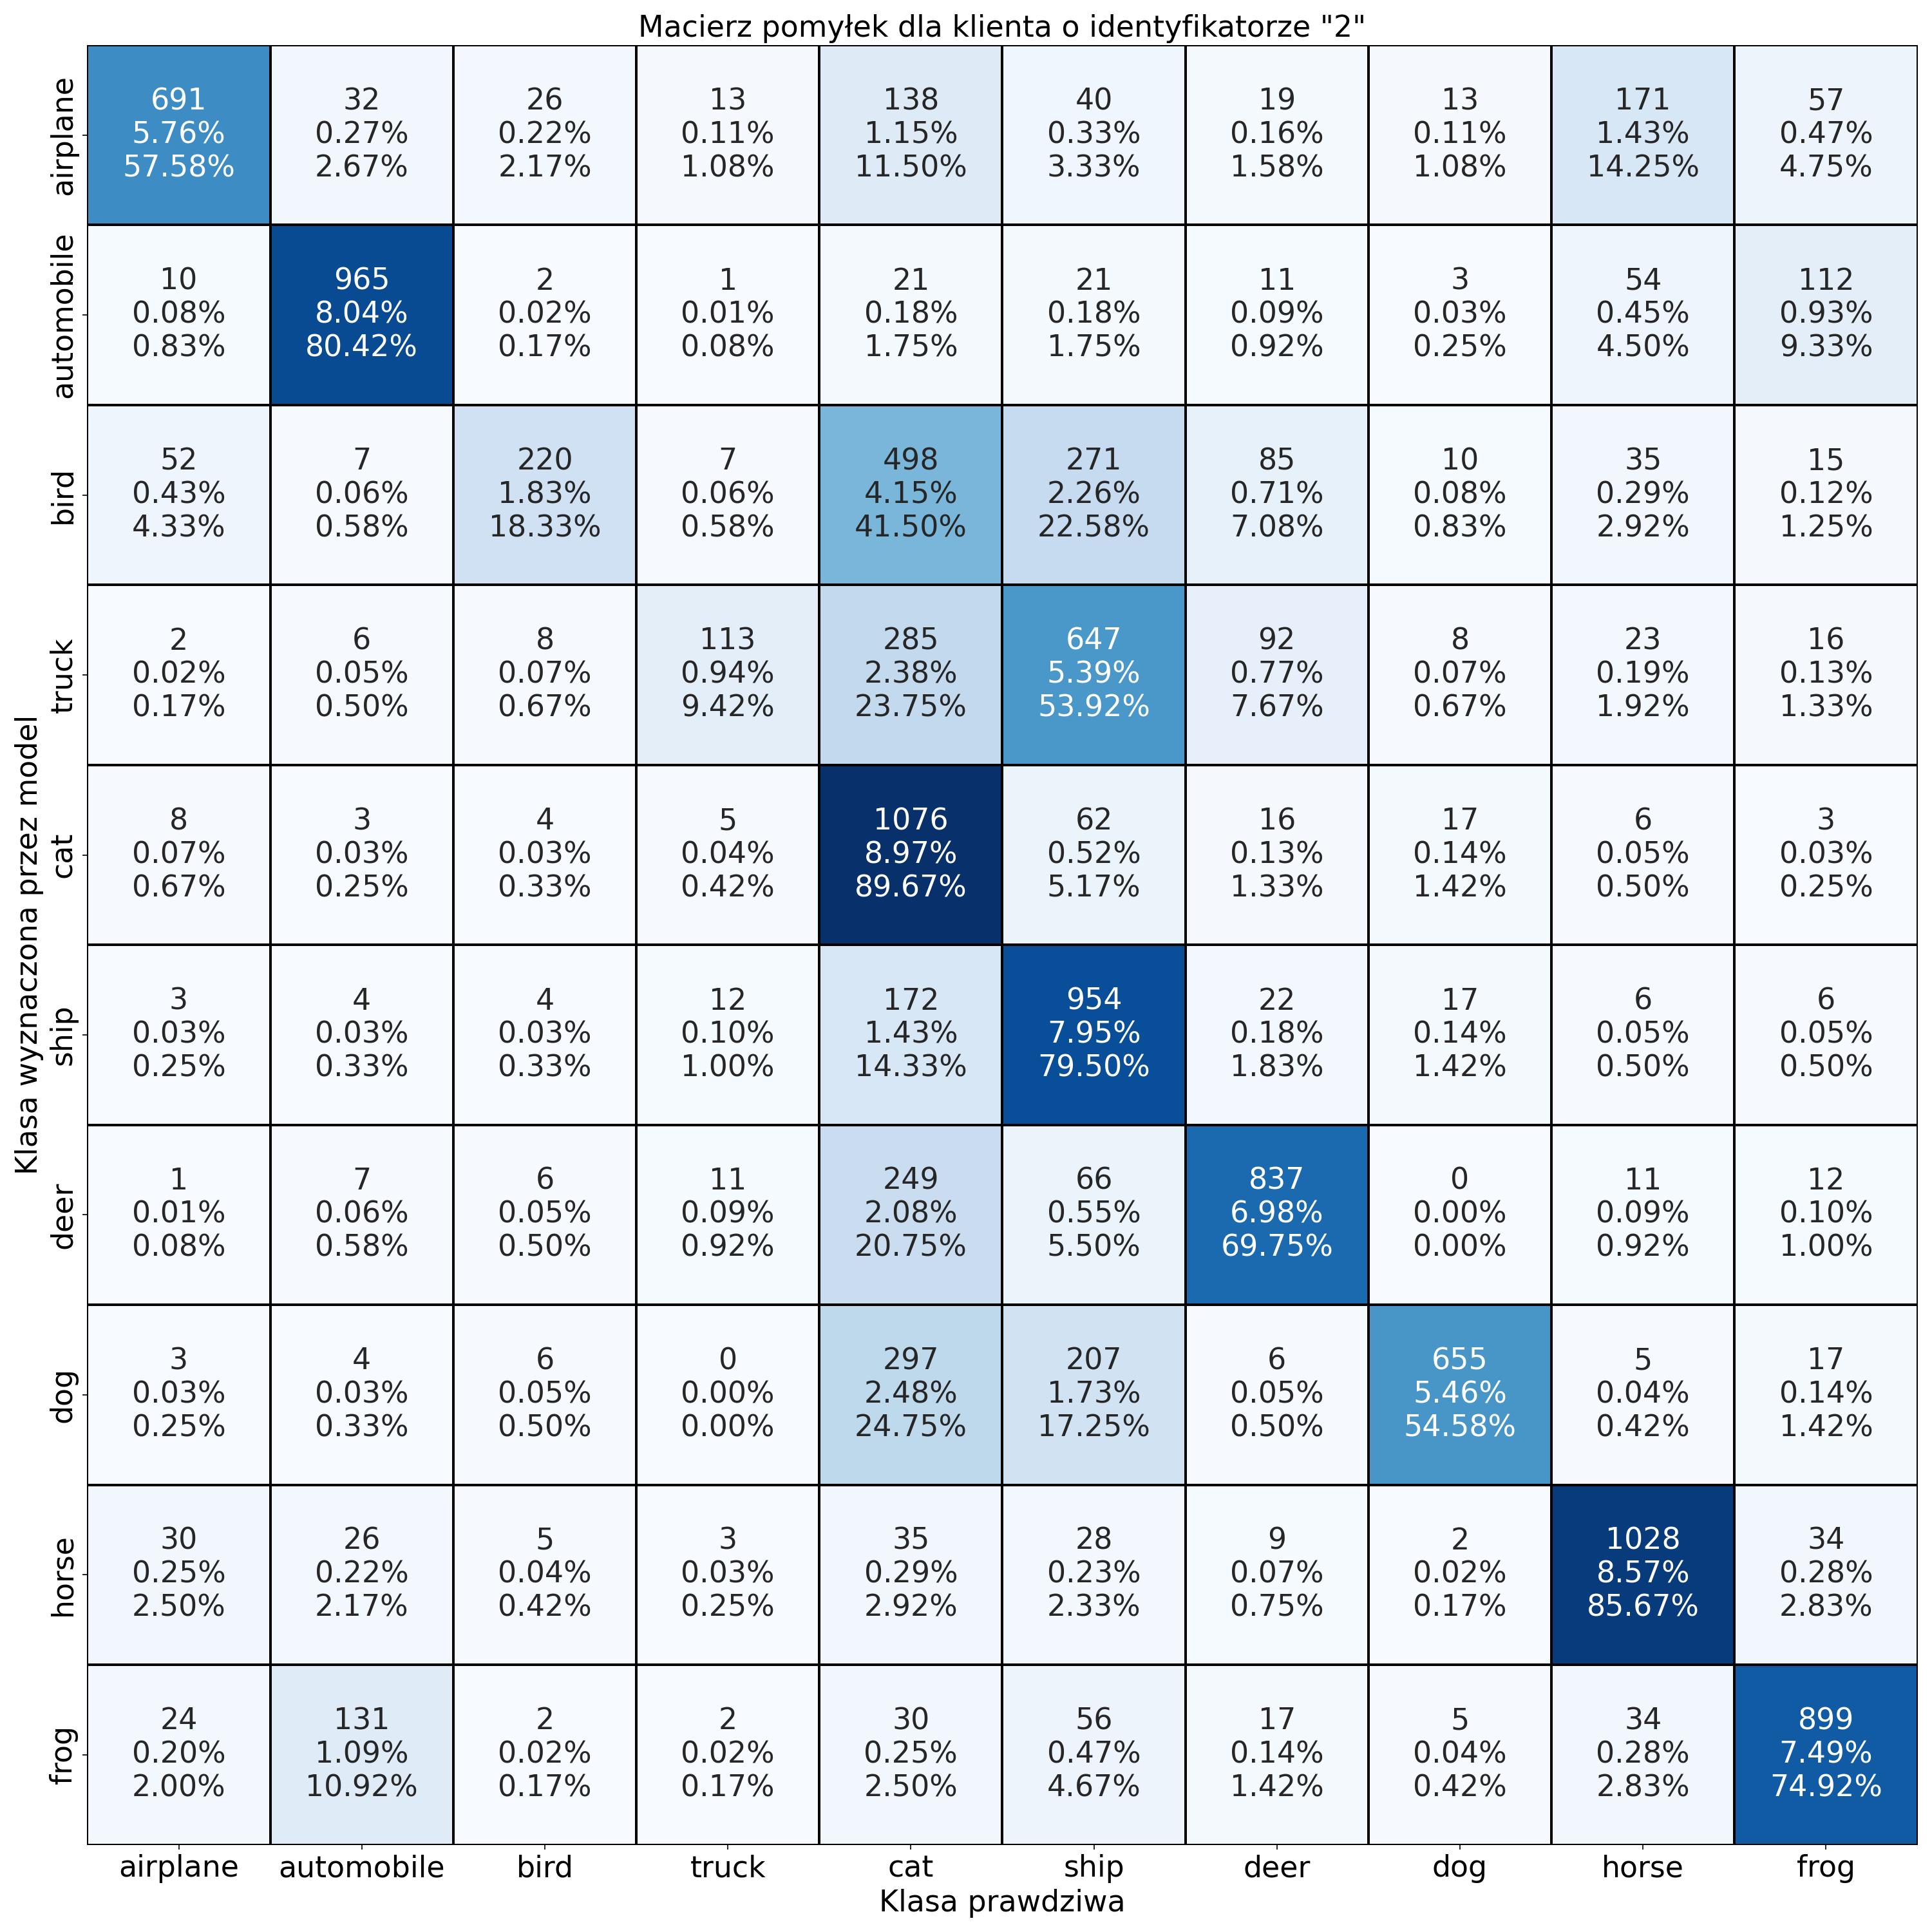 Macierz pomyłek dla klienta o identyfikatorze "2"
Klasa wyznaczona przez model
airplane
691 32 26 13 138 40 19 13 171 57
5.76% 0.27% 0.22% 0.11% 1.15% 0.33% 0.16% 0.11% 1.43% 0.47%
57.58% 2.67% 2.17% 1.08% 11.50% 3.33% 1.58% 1.08% 14.25% 4.75%
automobile
10 965 2 1 21 21 11 3 54 112
0.08% 8.04% 0.02% 0.01% 0.18% 0.18% 0.09% 0.03% 0.45% 0.93%
0.83% 80.42% 0.17% 0.08% 1.75% 1.75% 0.92% 0.25% 4.50% 9.33%
bird
52 7 220 7 498 271 85 10 35 15
0.43% 0.06% 1.83% 0.06% 4.15% 2.26% 0.71% 0.08% 0.29% 0.12%
4.33% 0.58% 18.33% 0.58% 41.50% 22.58% 7.08% 0.83% 2.92% 1.25%
truck
2 6 8 113 285 647 92 8 23 16
0.02% 0.05% 0.07% 0.94% 2.38% 5.39% 0.77% 0.07% 0.19% 0.13%
0.17% 0.50% 0.67% 9.42% 23.75% 53.92% 7.67% 0.67% 1.92% 1.33%
cat
8 3 4 5 1076 62 16 17 6 3
0.07% 0.03% 0.03% 0.04% 8.97% 0.52% 0.13% 0.14% 0.05% 0.03%
0.67% 0.25% 0.33% 0.42% 89.67% 5.17% 1.33% 1.42% 0.50% 0.25%
ship
3 4 4 12 172 954 22 17 6 6
0.03% 0.03% 0.03% 0.10% 1.43% 7.95% 0.18% 0.14% 0.05% 0.05%
0.25% 0.33% 0.33% 1.00% 14.33% 79.50% 1.83% 1.42% 0.50% 0.50%
deer
1 7 6 11 249 66 837 0 11 12
0.01% 0.06% 0.05% 0.09% 2.08% 0.55% 6.98% 0.00% 0.09% 0.10%
0.08% 0.58% 0.50% 0.92% 20.75% 5.50% 69.75% 0.00% 0.92% 1.00%
dog
3 4 6 0 297 207 6 655 5 17
0.03% 0.03% 0.05% 0.00% 2.48% 1.73% 0.05% 5.46% 0.04% 0.14%
0.25% 0.33% 0.50% 0.00% 24.75% 17.25% 0.50% 54.58% 0.42% 1.42%
horse
30 26 5 3 35 28 9 2 1028 34
0.25% 0.22% 0.04% 0.03% 0.29% 0.23% 0.07% 0.02% 8.57% 0.28%
2.50% 2.17% 0.42% 0.25% 2.92% 2.33% 0.75% 0.17% 85.67% 2.83%
frog
24 131 2 2 30 56 17 5 34 899
0.20% 1.09% 0.02% 0.02% 0.25% 0.47% 0.14% 0.04% 0.28% 7.49%
2.00% 10.92% 0.17% 0.17% 2.50% 4.67% 1.42% 0.42% 2.83% 74.92%
airplane automobile bird truck cat ship deer dog horse frog
Klasa prawdziwa